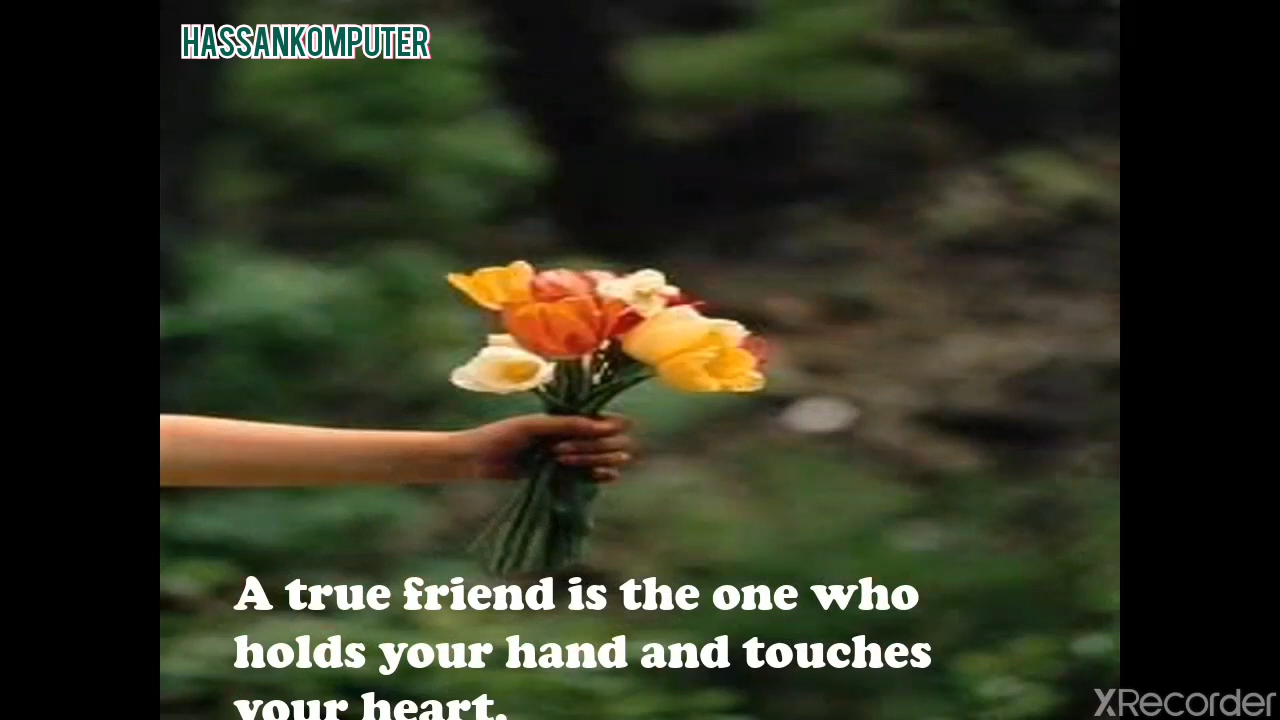 HASSANKOMPUTER
A true friend is the one who
holds your hand and touches
your heart.
XRecorder